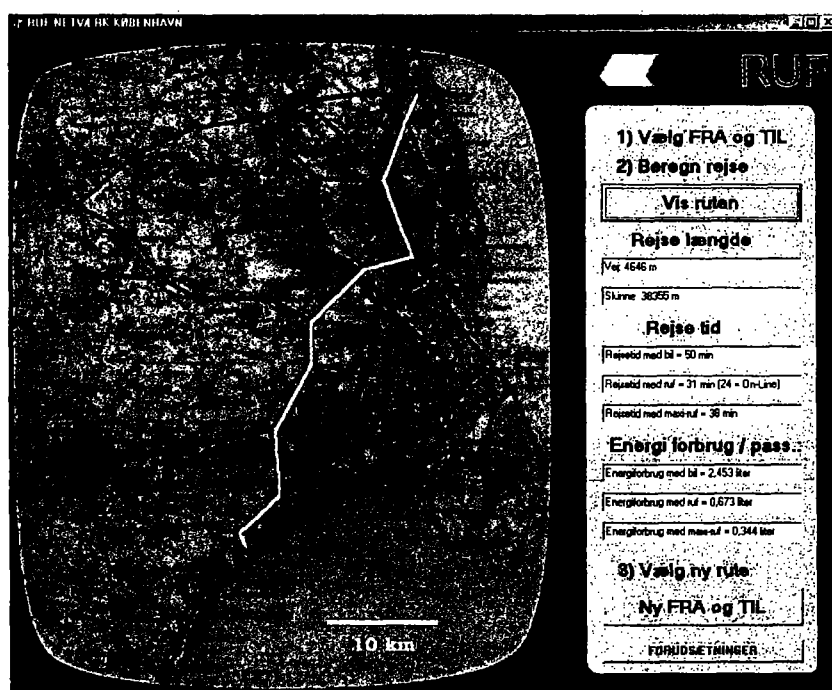 RUF NETVÆRK KØBENHAVN
RUF
1) Vælg FRA og TIL
2) Beregn rejse
Vis ruten
Rejse længde
Vej: 4646 m
Skinne: 38355 m
Rejse tid
Rejsetid med bil = 50 min
Rejsetid med ruf = 31 min (24 = On-Line)
Rejsetid med maxi-ruf = 38 min
Energi forbrug / pass.:
Energiforbrug med bil = 2,453 liter
Energiforbrug med ruf = 0,673 liter
Energiforbrug med maxi-ruf = 0,344 liter
3) Vælg ny rute
Ny FRA og TIL
FORUDSÆTNINGER
10 km